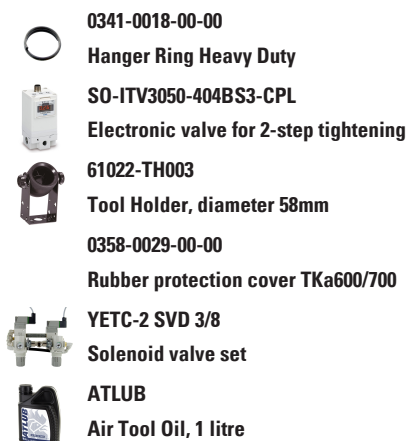 0341-0018-00-00
Hanger Ring Heavy Duty
SO-ITV3050-404BS3-CPL
Electronic valve for 2-step tightening
61022-TH003
Tool Holder, diameter 58mm
0358-0029-00-00
Rubber protection cover TKa600/700
YETC-2 SVD 3/8
Solenoid valve set
ATLUB
Air Tool Oil, 1 litre
ATLUB